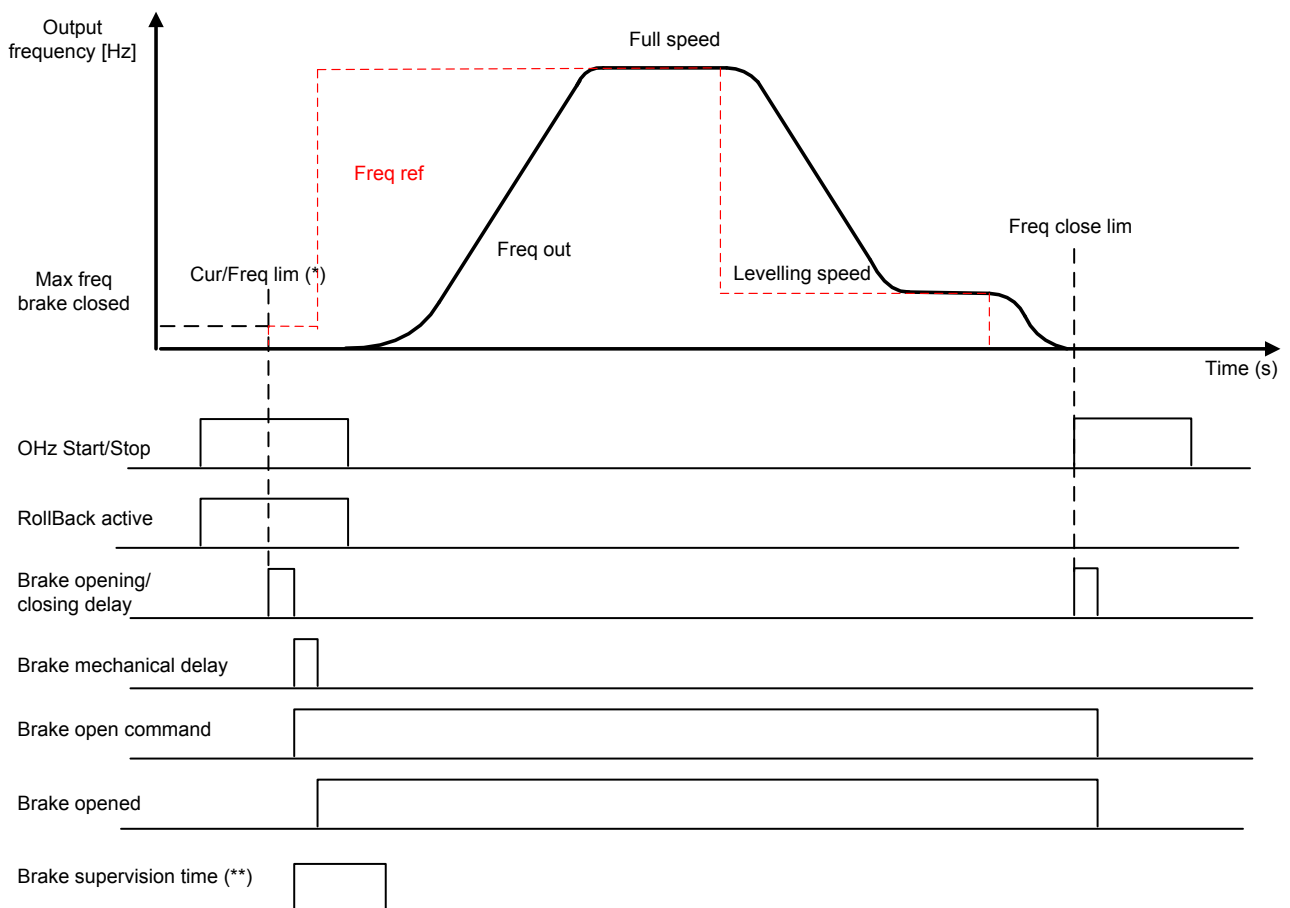 Output
frequency [Hz]
Full speed
Freq ref
Freq out
Freq close lim
Max freq
brake closed
Cur/Freq lim (*)
Levelling speed
Time (s)
OHz Start/Stop
RollBack active
Brake opening/
closing delay
Brake mechanical delay
Brake open command
Brake opened
Brake supervision time (**)